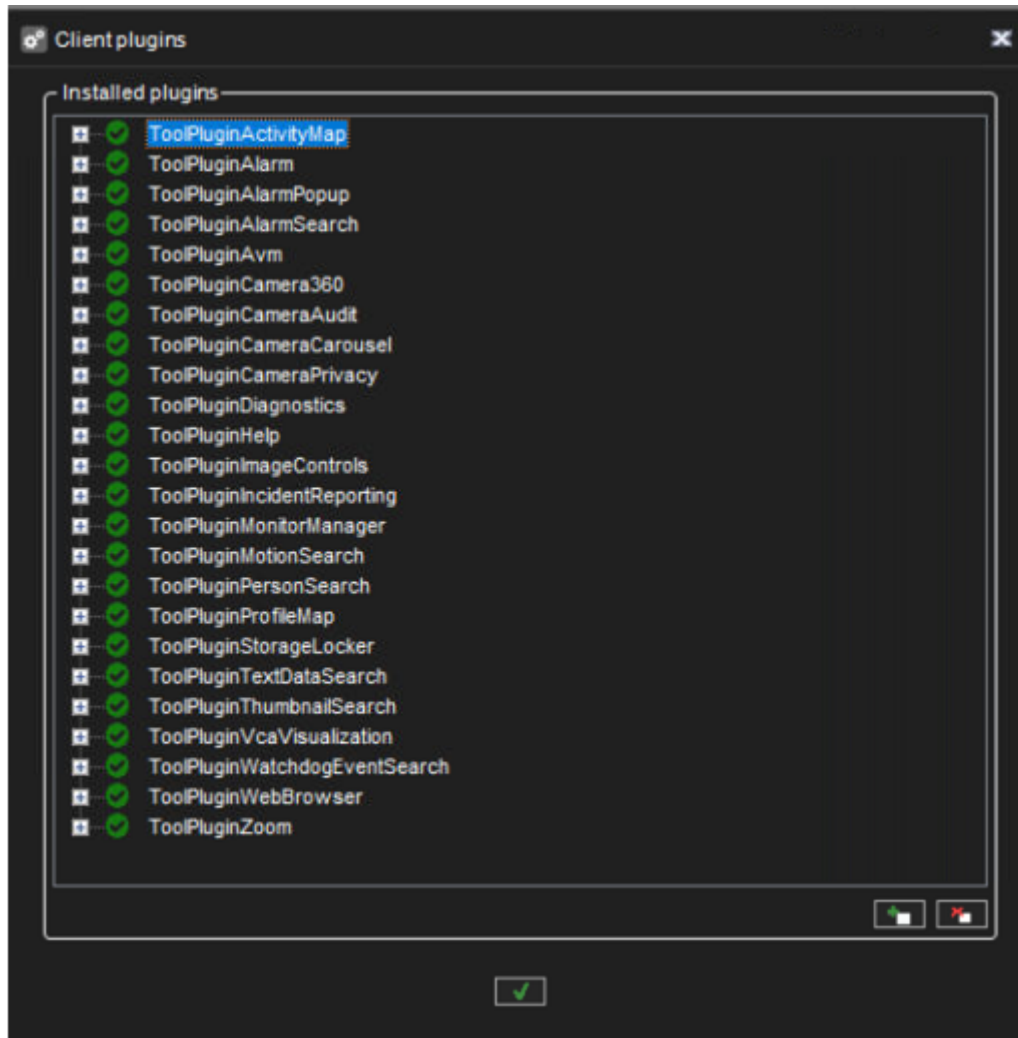 Client plugins
Installed plugins
ToolPluginActivityMap
ToolPluginAlarm
ToolPluginAlarmPopup
ToolPluginAlarmSearch
ToolPluginAvm
ToolPluginCamera360
ToolPluginCameraAudit
ToolPluginCameraCarousel
ToolPluginCameraPrivacy
ToolPluginDiagnostics
ToolPluginHelp
ToolPluginImageControls
ToolPluginIncidentReporting
ToolPluginMonitorManager
ToolPluginMotionSearch
ToolPluginPersonSearch
ToolPluginProfileMap
ToolPluginStorageLocker
ToolPluginTextDataSearch
ToolPluginThumbnailSearch
ToolPluginVcaVisualization
ToolPluginWatchdogEventSearch
ToolPluginWebBrowser
ToolPluginZoom